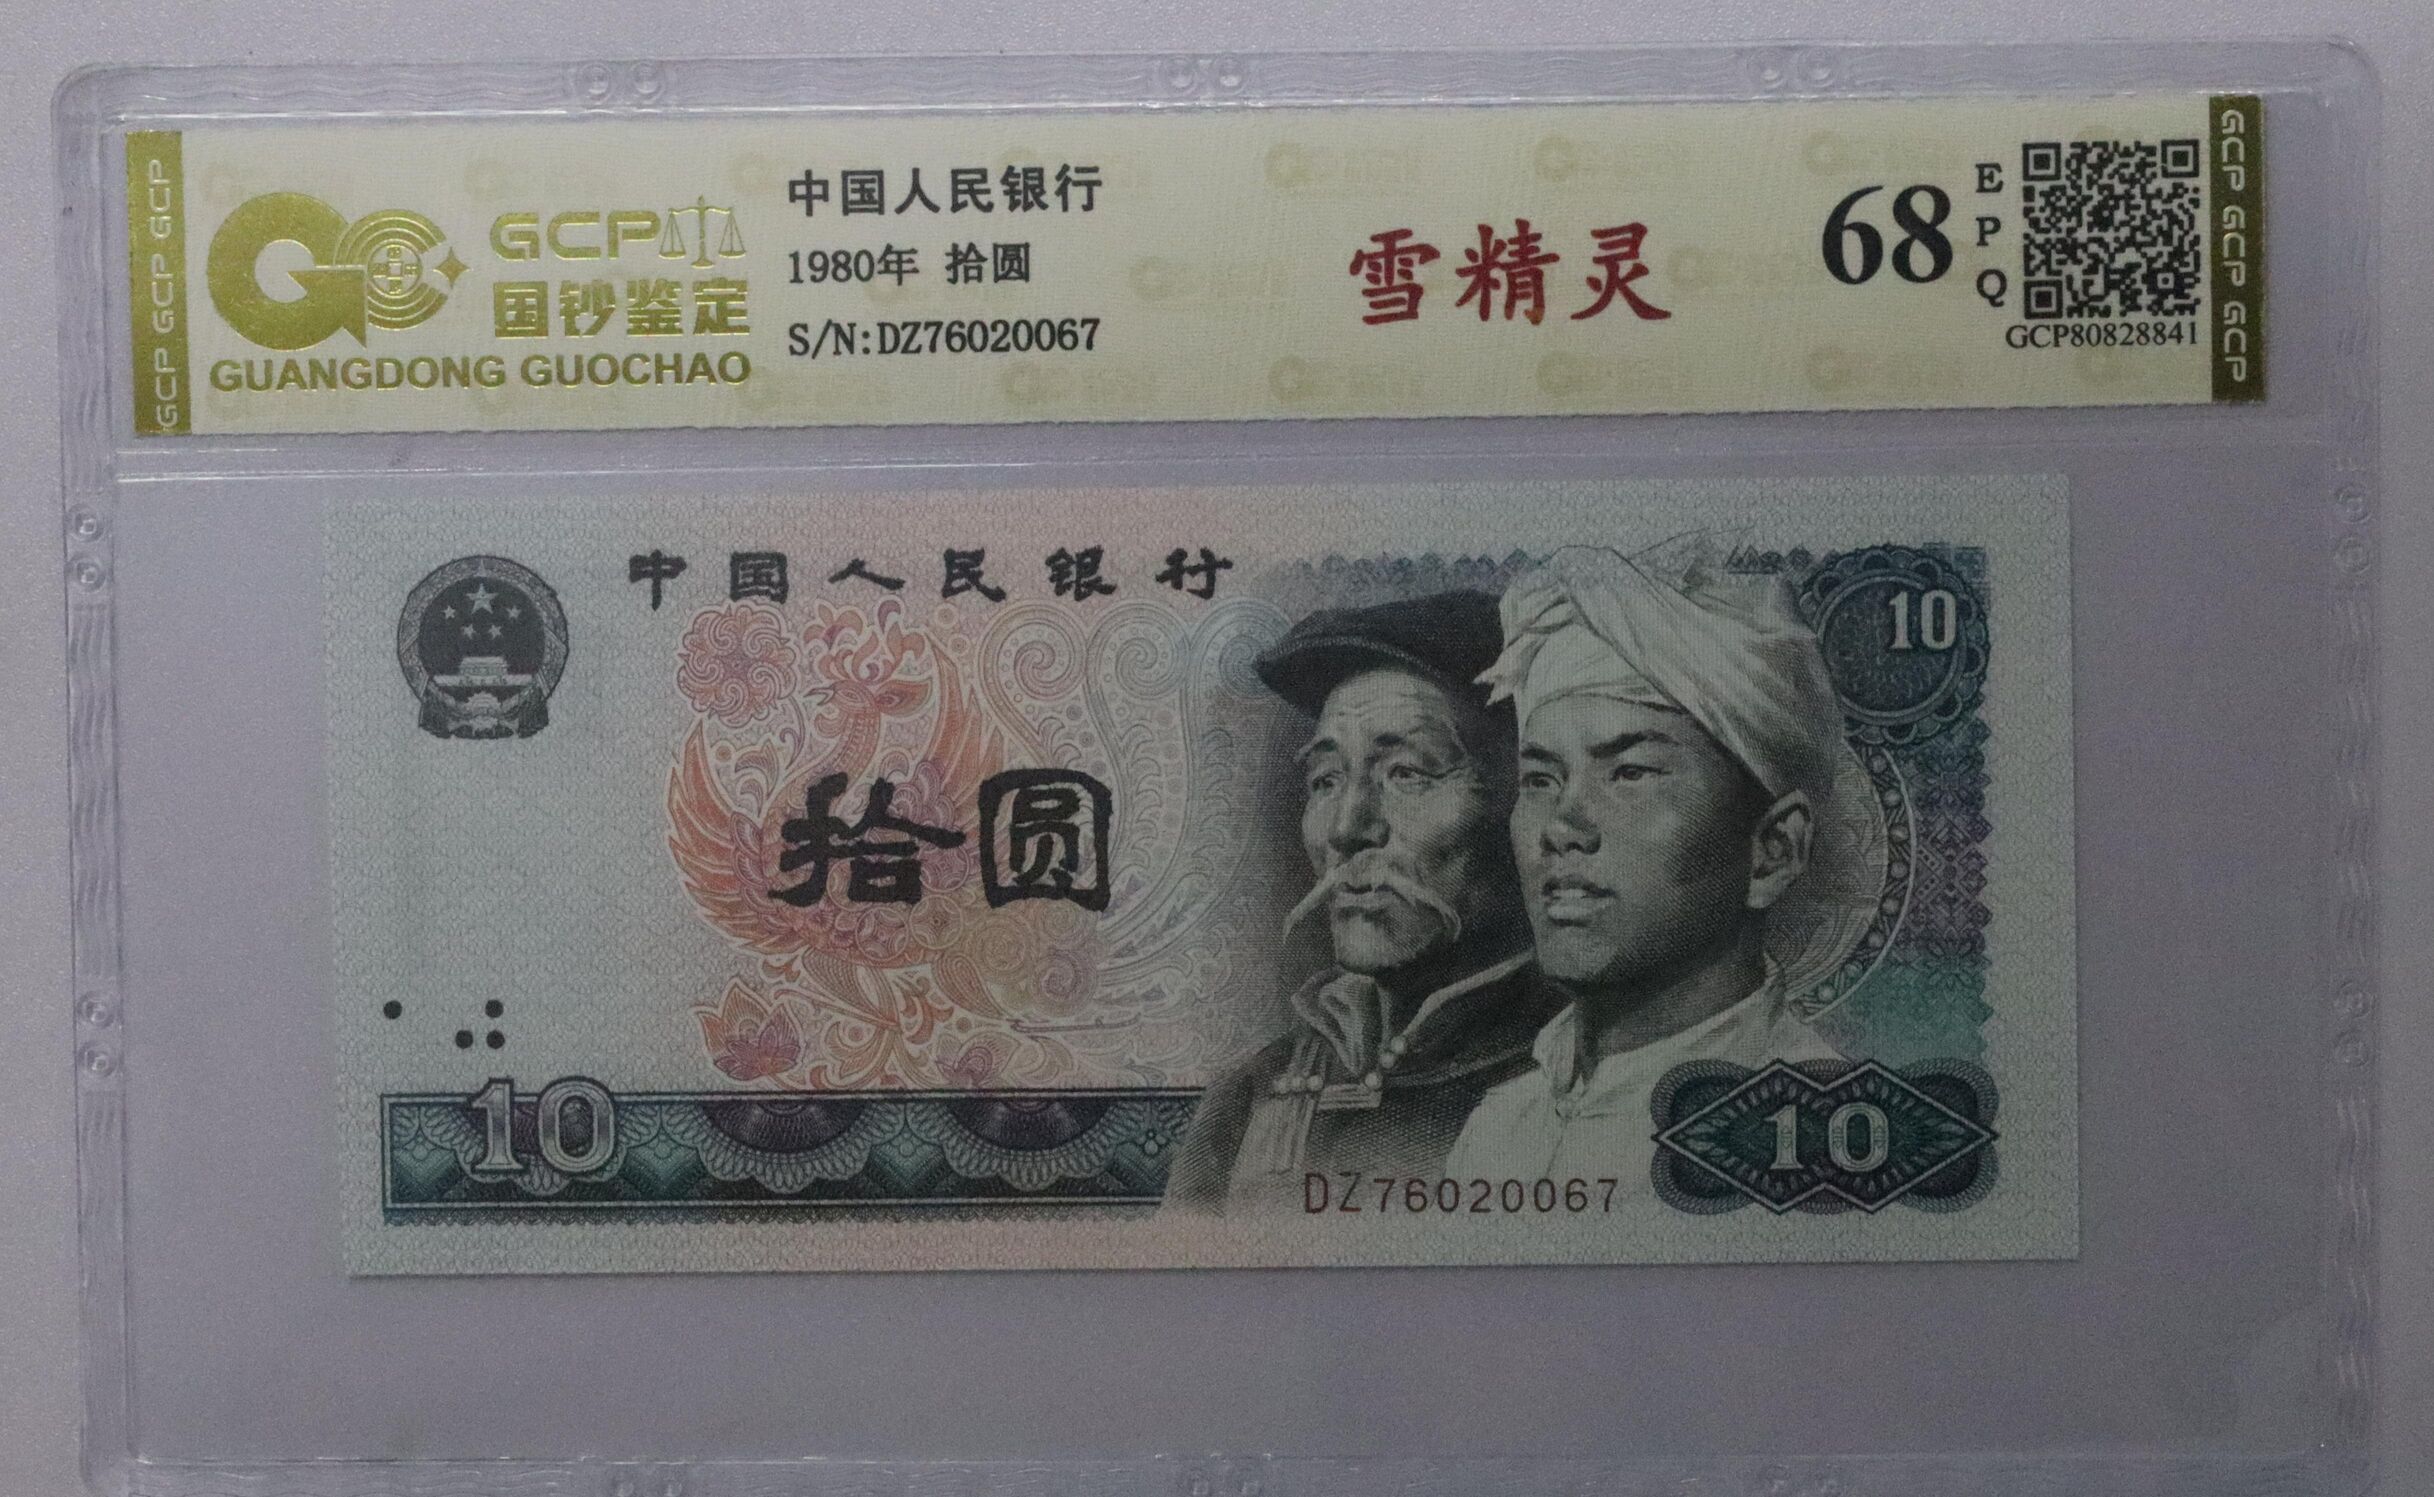 GCP GCP GCP
GCP
国钞鉴定
GUANGDONG GUOCHAO
中国人民银行
1980年 拾圆
S/N:DZ76020067
雪精灵
68
EPQ
GCP80828841
GCP GCP GCP
中国人民银行
10
拾圆
10
10
DZ76020067